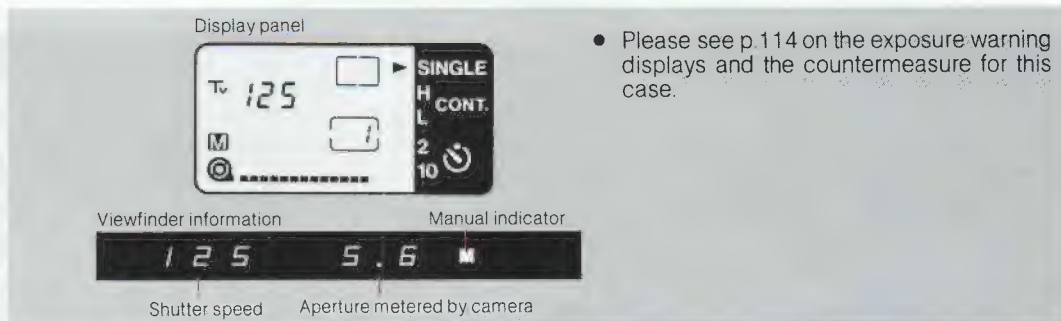 Display panel
Tv 125
M
1
SINGLE
H
L
CONT.
2
10
Viewfinder information
Manual indicator
125 5.6 M
Shutter speed
Aperture metered by camera
● Please see p.114 on the exposure warning
displays and the countermeasure for this
case.